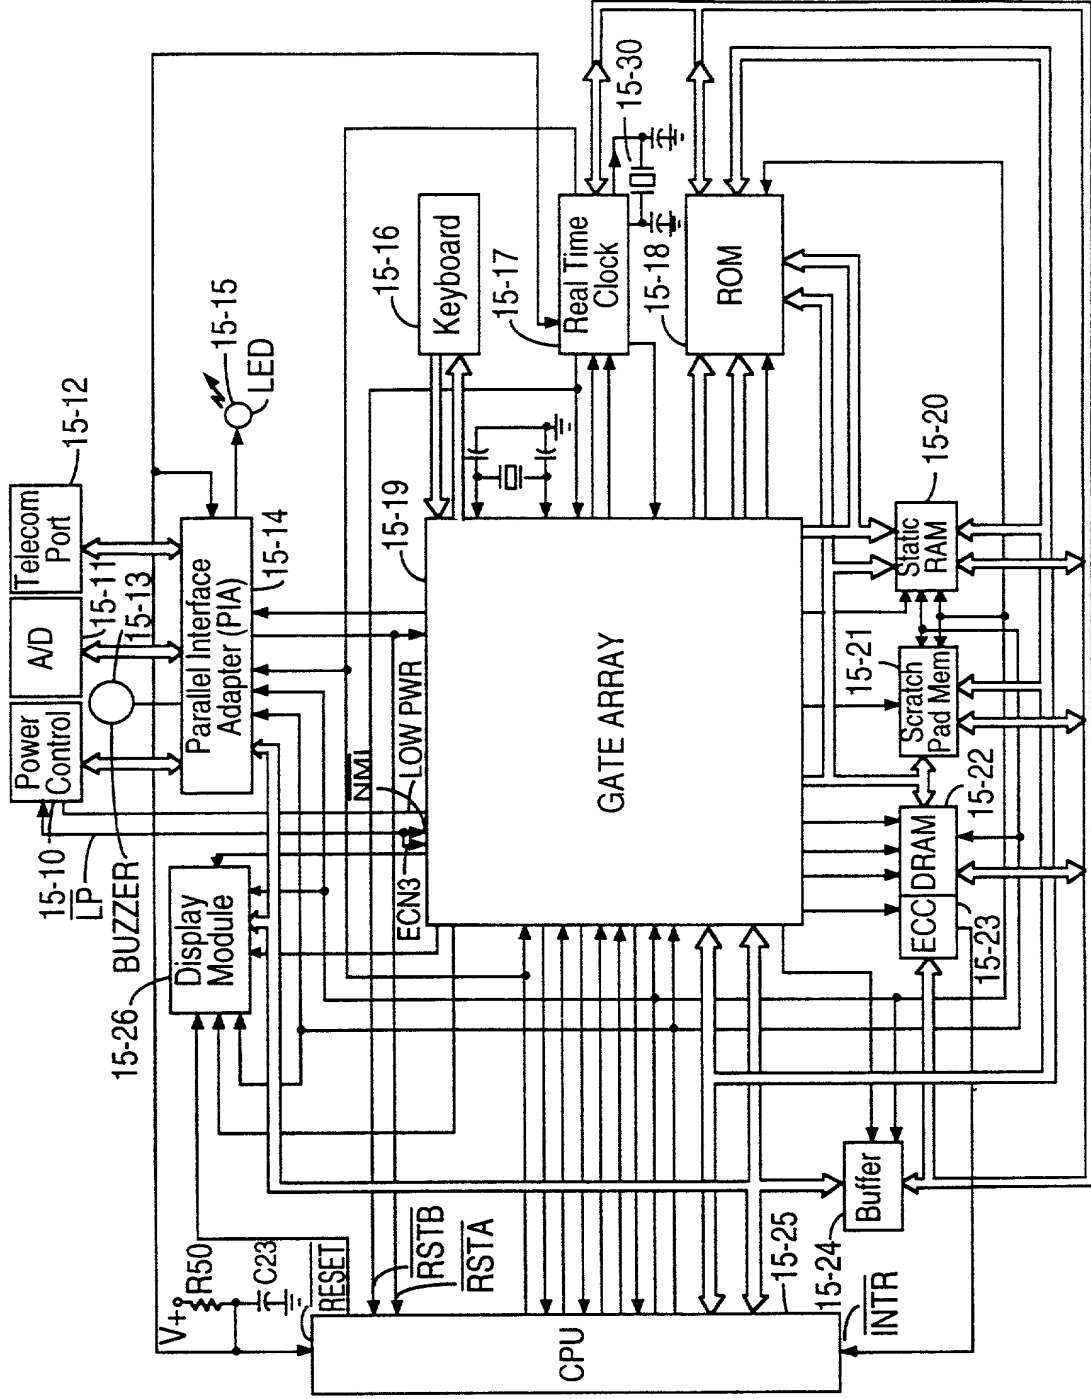 15-10
Power
Control
A/D
Telecom
Port
15-12
15-11
15-13
LP
BUZZER
15-26
Display
Module
Parallel Interface
Adapter (PIA)
15-14
15-15
LED
V+
R50
C23
RESET
RSTB
RSTA
ECN3
NMI
LOW PWR
15-19
15-16
Keyboard
15-17
Real Time
Clock
15-30
15-18
ROM
GATE ARRAY
CPU
15-25
INTR
15-24
Buffer
ECC
15-23
DRAM
15-22
15-21
Scratch
Pad Mem
15-20
Static
RAM